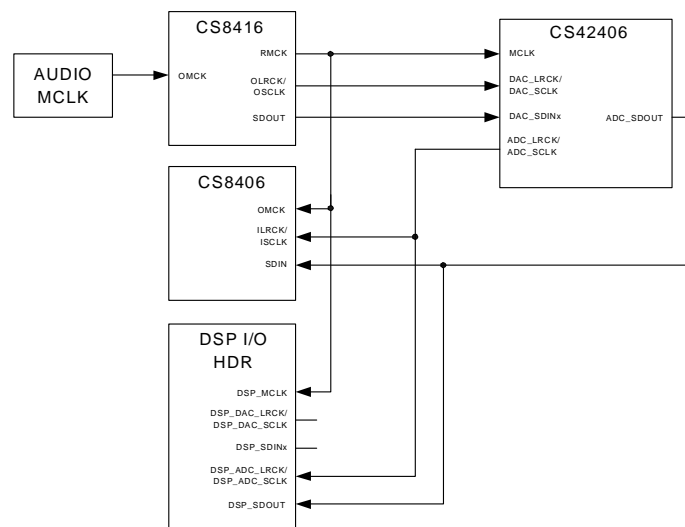 AUDIO
MCLK
CS8416
OMCK
RMCK
OLRCK/
OSCLK
SDOUT
CS42406
MCLK
DAC_LRCK/
DAC_SCLK
DAC_SDINx
ADC_SDOUT
ADC_LRCK/
ADC_SCLK
CS8406
OMCK
ILRCK/
ISCLK
SDIN
DSP I/O
HDR
DSP_MCLK
DSP_DAC_LRCK/
DSP_DAC_SCLK
DSP_SDINx
DSP_ADC_LRCK/
DSP_ADC_SCLK
DSP_SDOUT